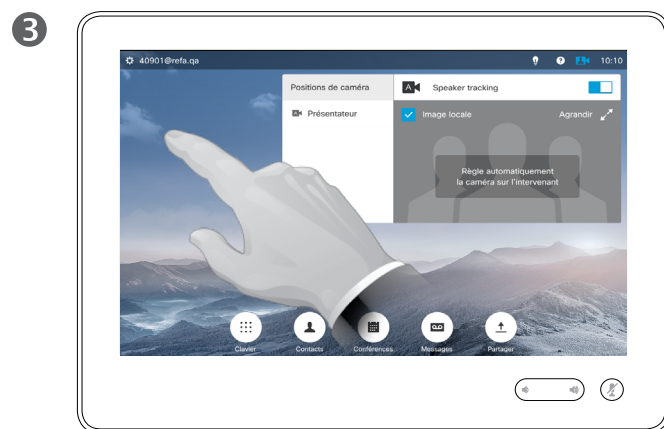 3
40901@refa.qa
10:10
Positions de caméra
Speaker tracking
Présentateur
Image locale
Agrandir
Règle automatiquement
la caméra sur l'intervenant
Clavier
Contacts
Conférences
Messages
Partager